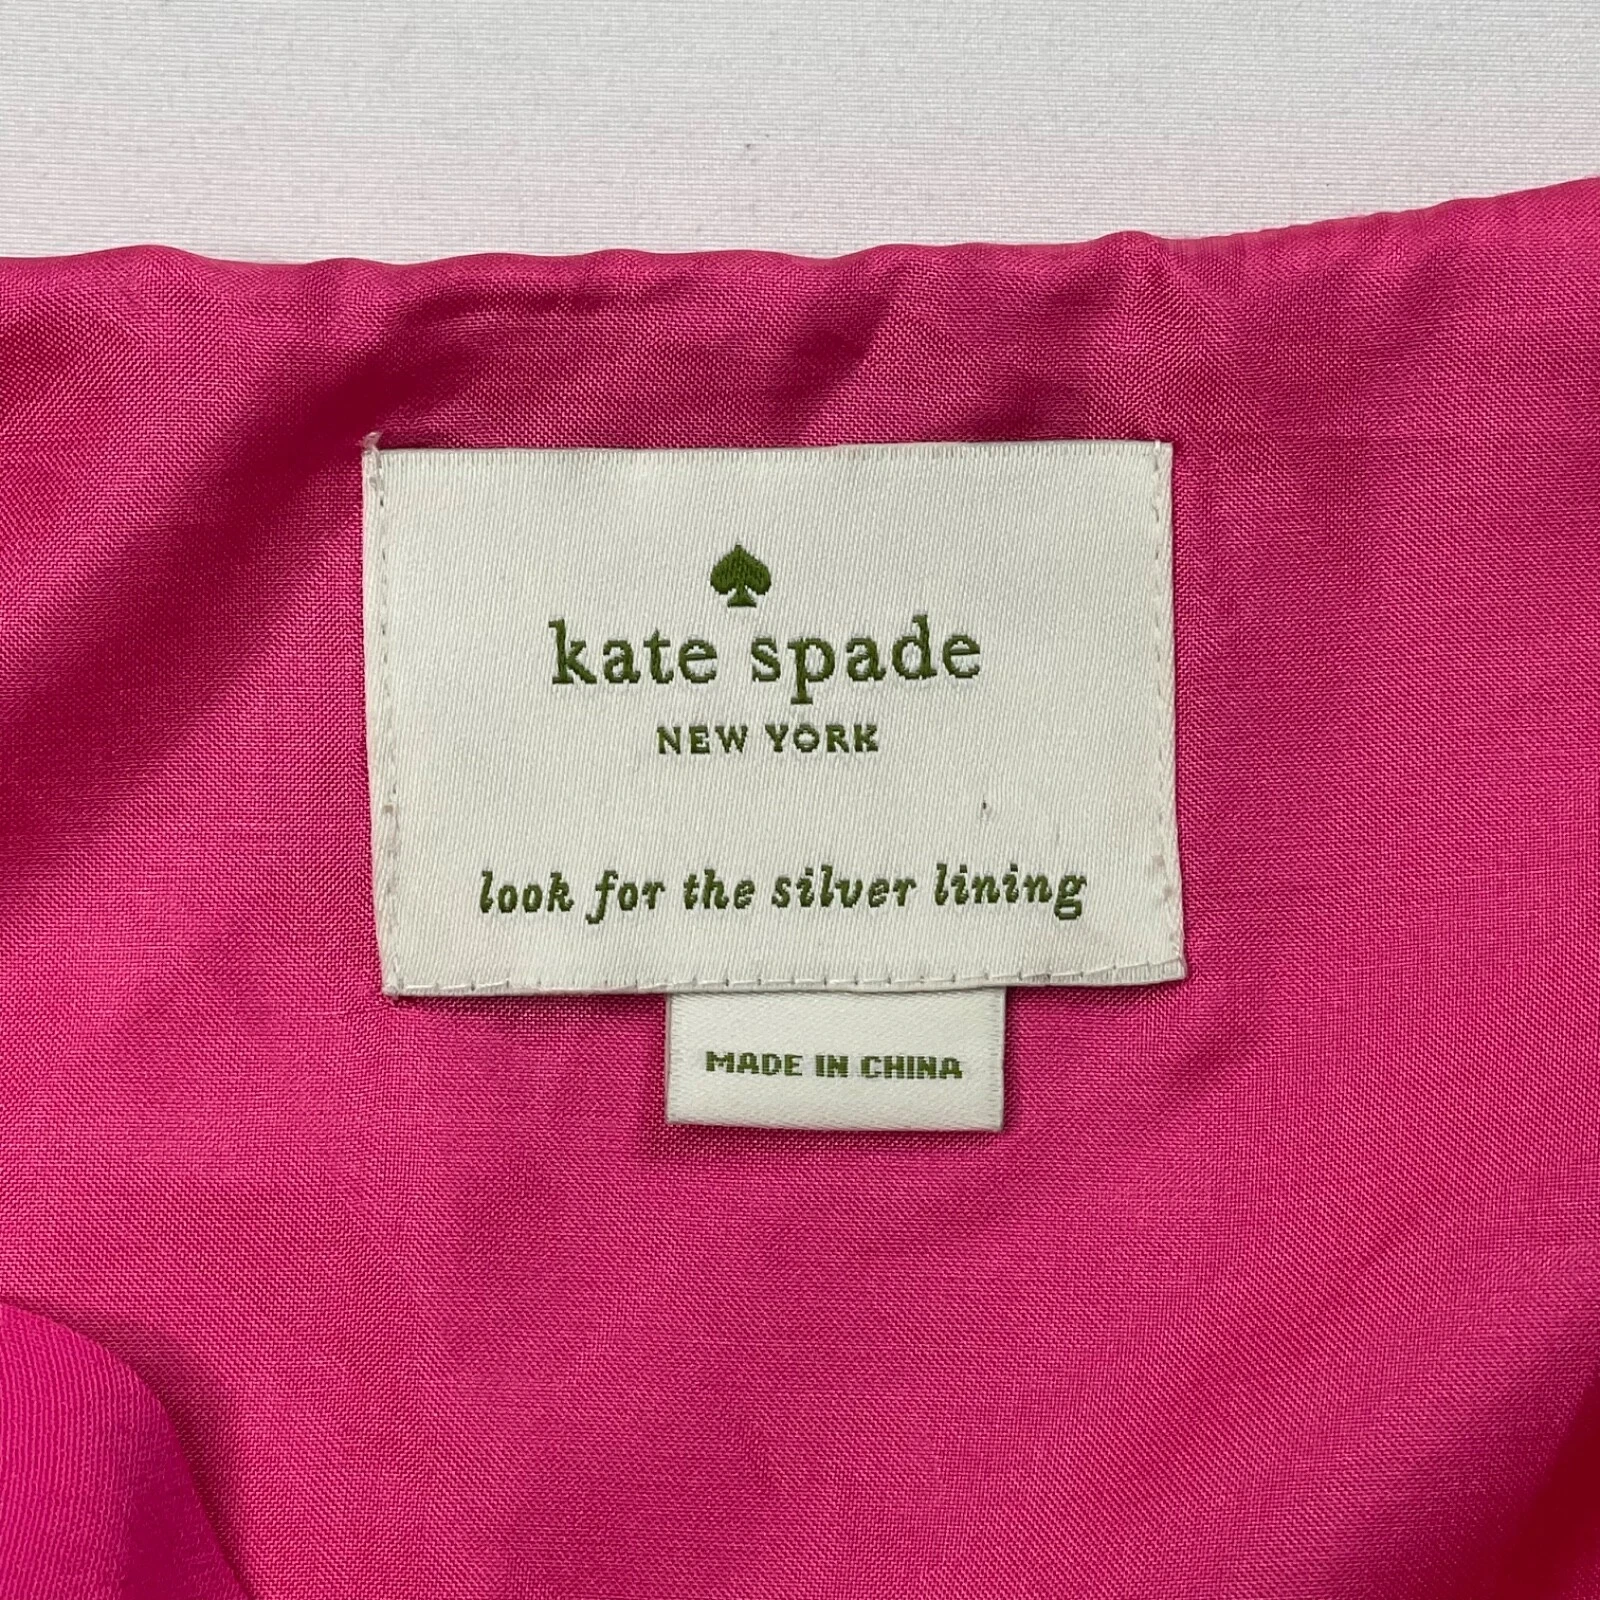 kate spade
NEW YORK
look for the silver lining
MADE IN CHINA